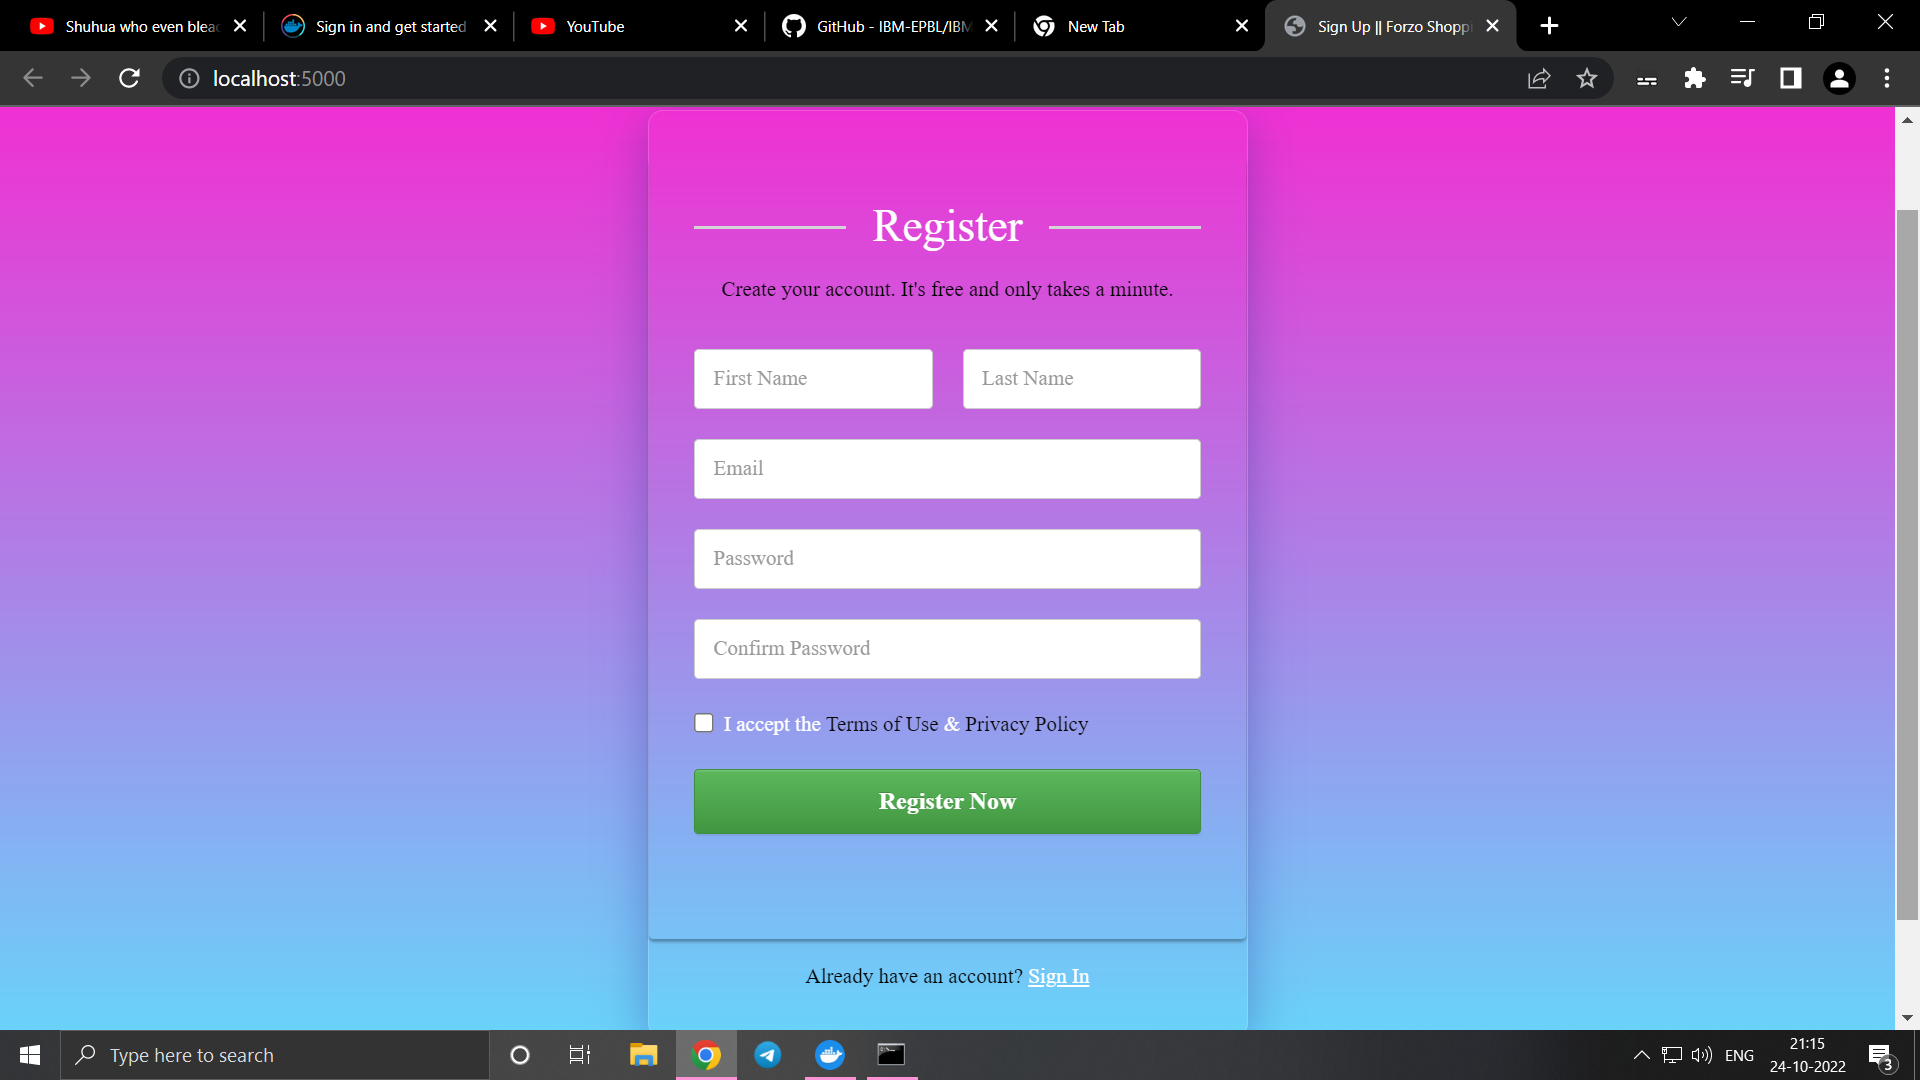 Shuhua who even bleac
Sign in and get started
YouTube
GitHub - IBM-EPBL/IBM
New Tab
Sign Up || Forzo Shoppi
localhost:5000
Register
Create your account. It's free and only takes a minute.
First Name
Last Name
Email
Password
Confirm Password
I accept the Terms of Use & Privacy Policy
Register Now
Already have an account? Sign In
Type here to search
ENG
21:15
24-10-2022
3